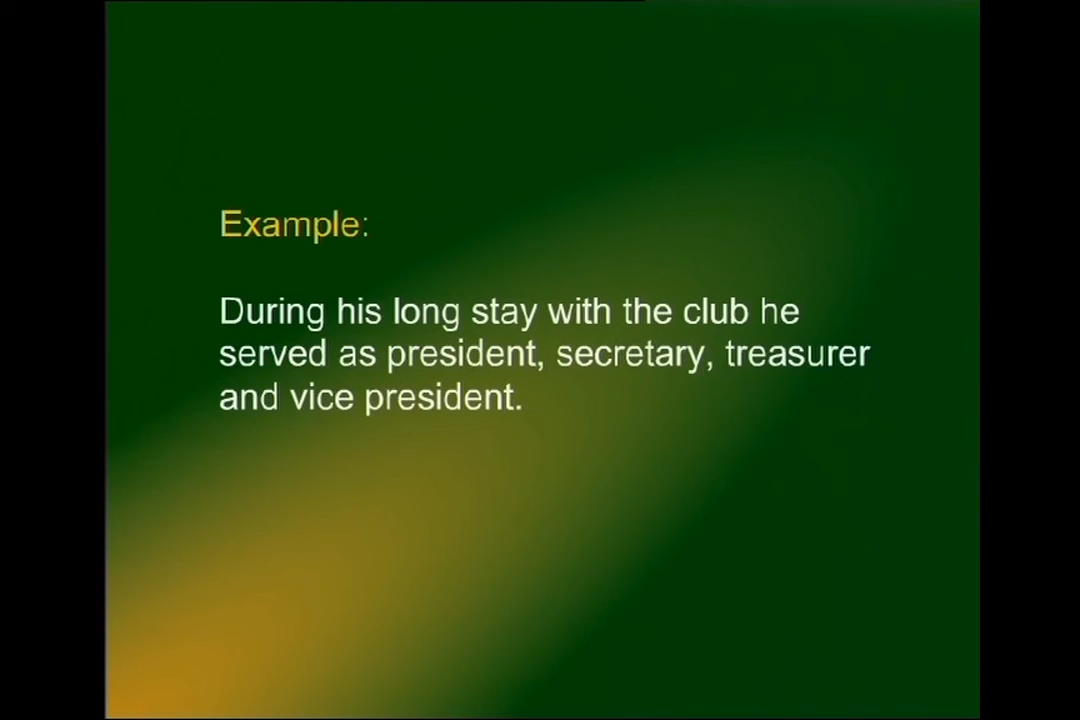 Example:
During his long stay with the club he
served as president, secretary, treasurer
and vice president.